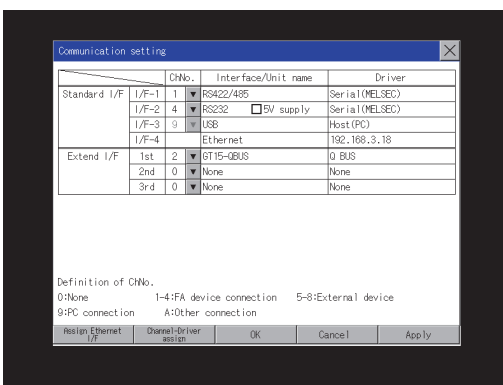 Communication setting
ChNo. Interface/Unit name Driver
Standard I/F I/F-1 1 RS422/485 Serial(MELSEC)
I/F-2 4 RS232 5V supply Serial(MELSEC)
I/F-3 9 USB Host(PC)
I/F-4 Ethernet 192.168.3.18
Extend I/F 1st 2 GT15-QBUS Q BUS
2nd 0 None None
3rd 0 None None
Definition of ChNo.
0:None 1-4:FA device connection 5-8:External device
9:PC connection A:Other connection
Assign Ethernet I/F Channel-Driver assign OK Cancel Apply